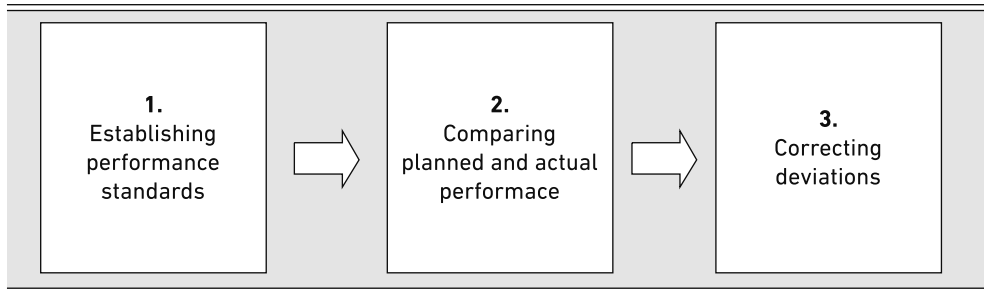 1.
Establishing
performance
standards
2.
Comparing
planned and actual
performace
3.
Correcting
deviations